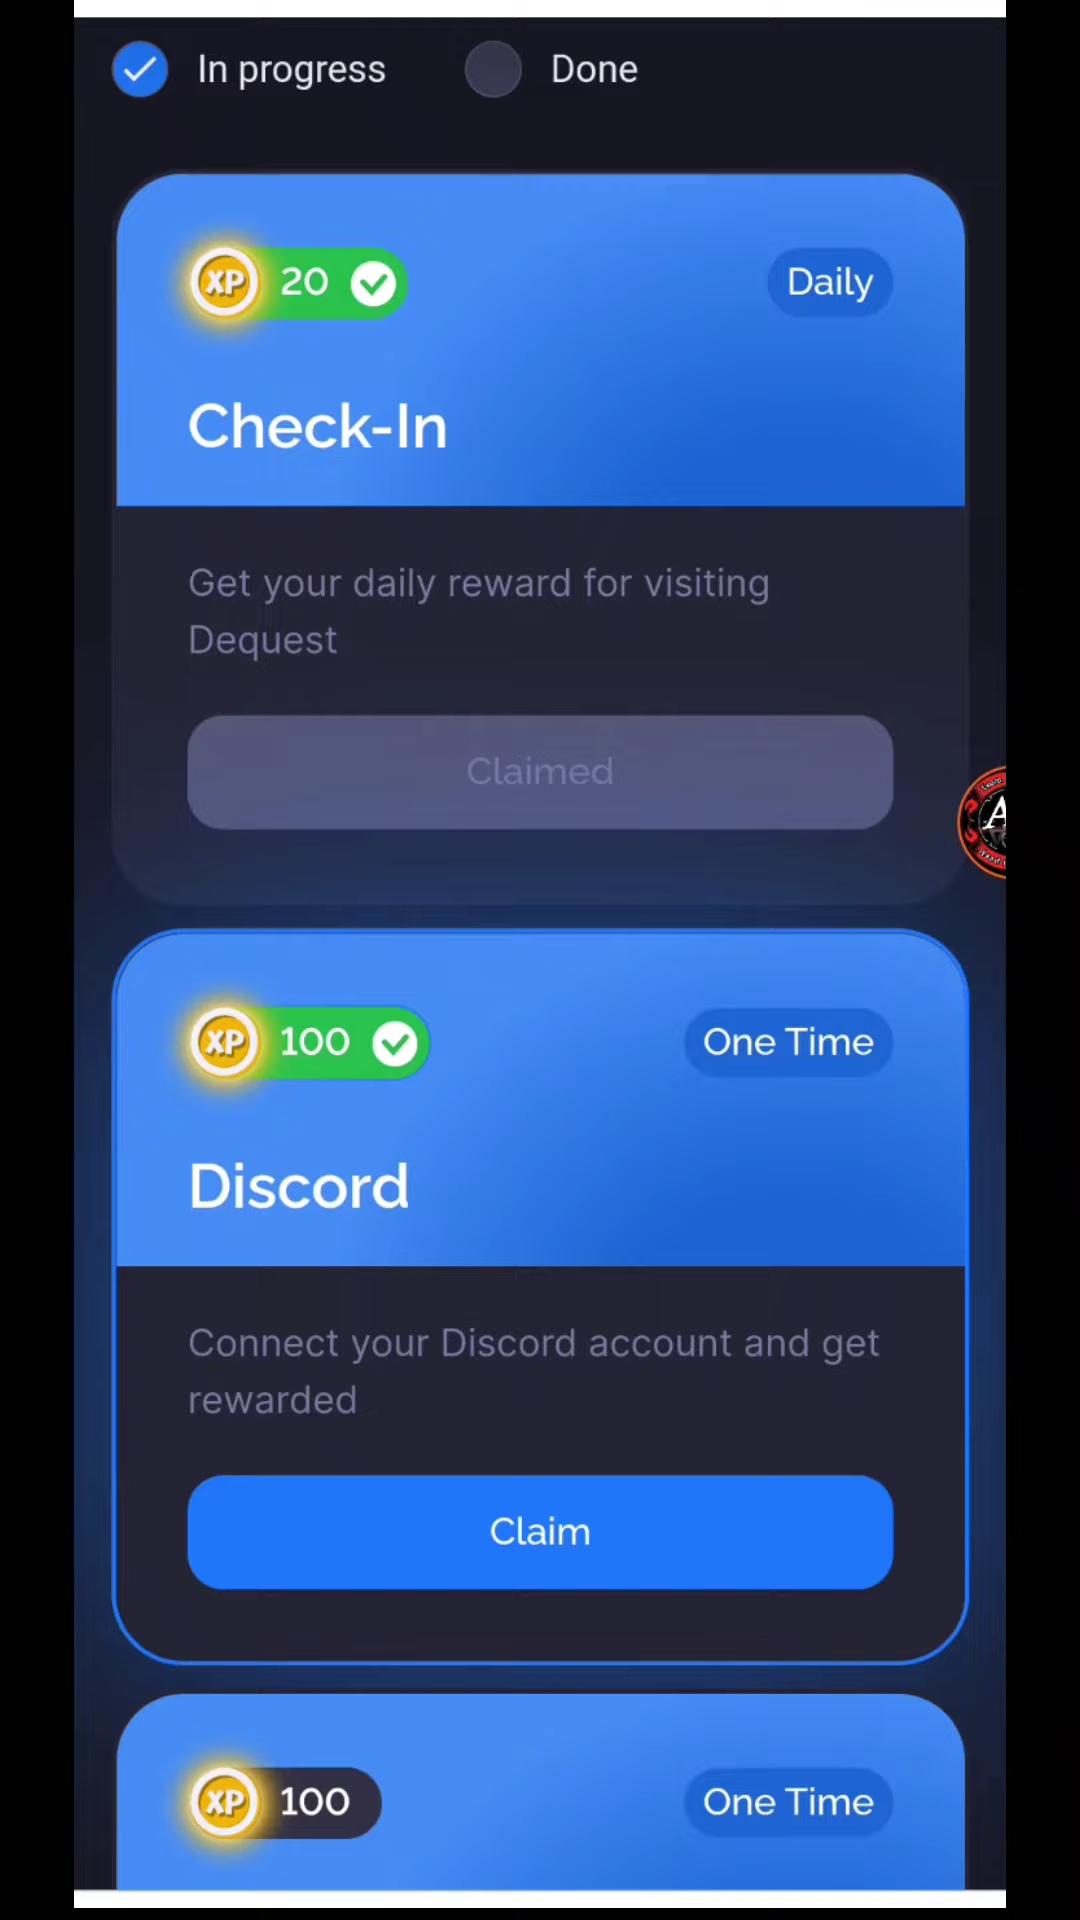 In progress
Done
XP 20
Daily
Check-In
Get your daily reward for visiting
Dequest
Claimed
XP 100
One Time
Discord
Connect your Discord account and get
rewarded
Claim
XP 100
One Time